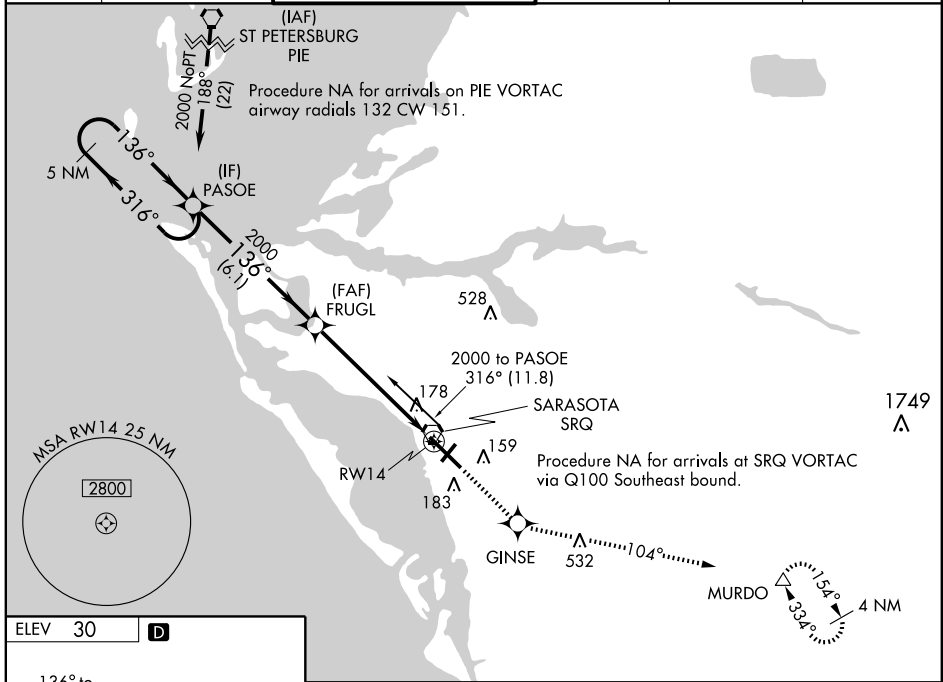 (IAF)
ST PETERSBURG
PIE
2000 NoPT
188°
(22)
Procedure NA for arrivals on PIE VORTAC
airway radials 132 CW 151.
136°
5 NM
316°
(IF)
PASOE
2000
136°
(6.1)
(FAF)
FRUGL
528
2000 to PASOE
316° (11.8)
178
SARASOTA
SRQ
1749
MSA RW14 25 NM
2800
RW14
159
183
Procedure NA for arrivals at SRQ VORTAC
via Q100 Southeast bound.
GINSE
532
104°
MURDO
154°
334°
4 NM
ELEV 30
D
136° to